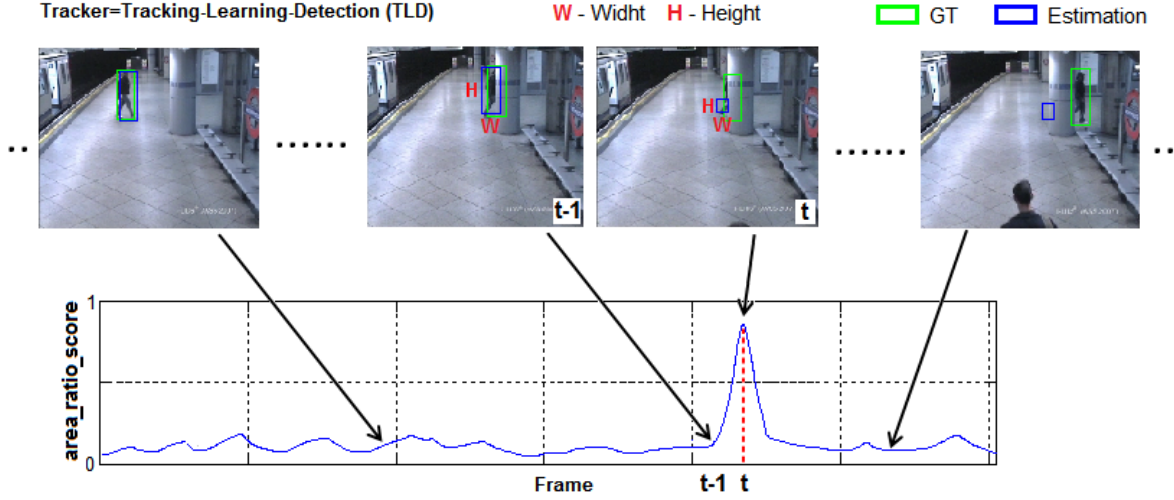 Tracker=Tracking-Learning-Detection (TLD)
W - Widht H - Height
GT
Estimation
H
W
t-1
H
W
t
1
area_ratio_score
0
Frame
t-1 t